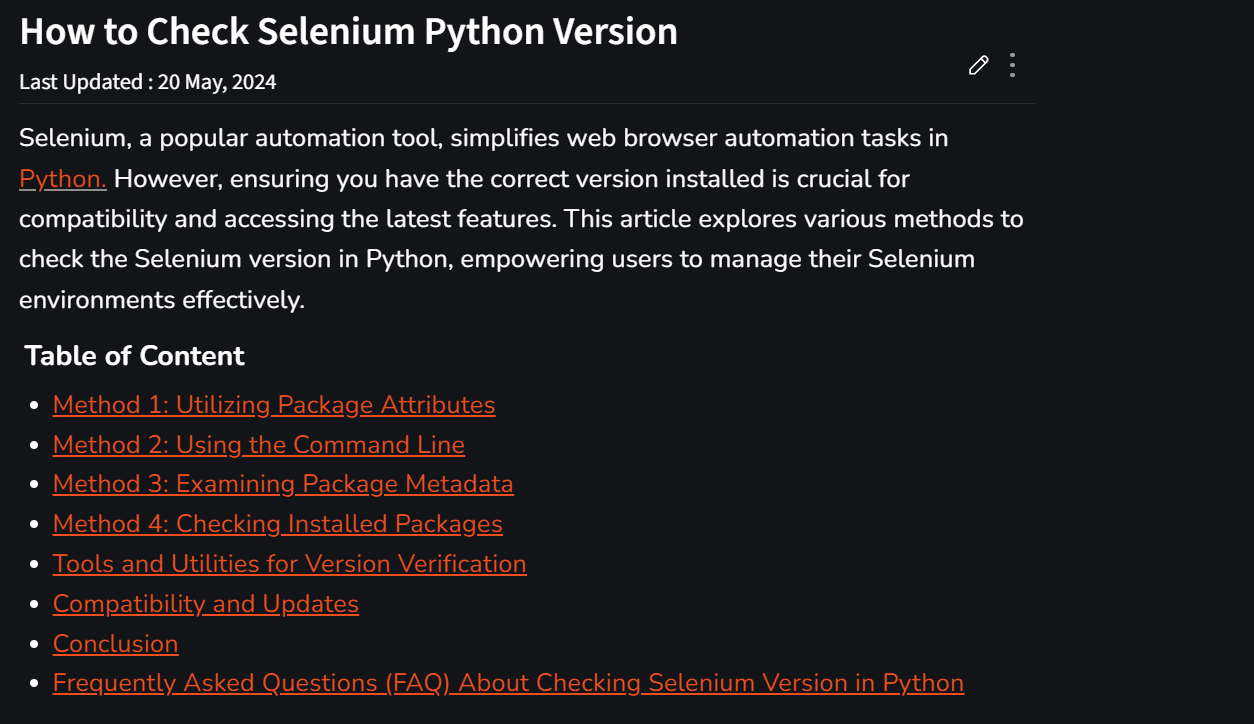 How to Check Selenium Python Version
Last Updated : 20 May, 2024
Selenium, a popular automation tool, simplifies web browser automation tasks in
Python. However, ensuring you have the correct version installed is crucial for
compatibility and accessing the latest features. This article explores various methods to
check the Selenium version in Python, empowering users to manage their Selenium
environments effectively.
Table of Content
Method 1: Utilizing Package Attributes
Method 2: Using the Command Line
Method 3: Examining Package Metadata
Method 4: Checking Installed Packages
Tools and Utilities for Version Verification
Compatibility and Updates
Conclusion
Frequently Asked Questions (FAQ) About Checking Selenium Version in Python